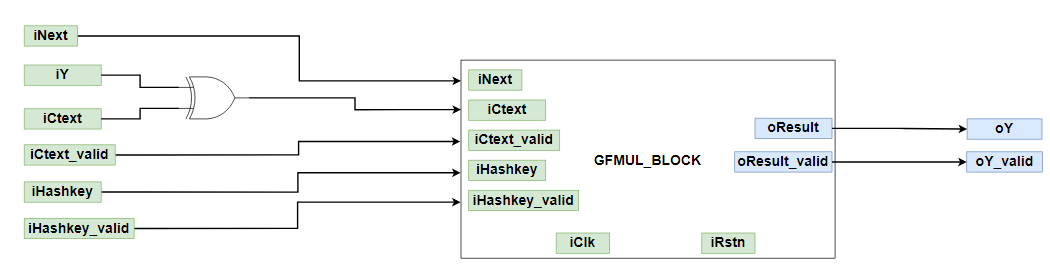 iNext
iY
iCtext
iCtext_valid
iHashkey
iHashkey_valid
iNext
iCtext
iCtext_valid
iHashkey
iHashkey_valid
GFMUL_BLOCK
iClk
iRstn
oResult
oResult_valid
oY
oY_valid